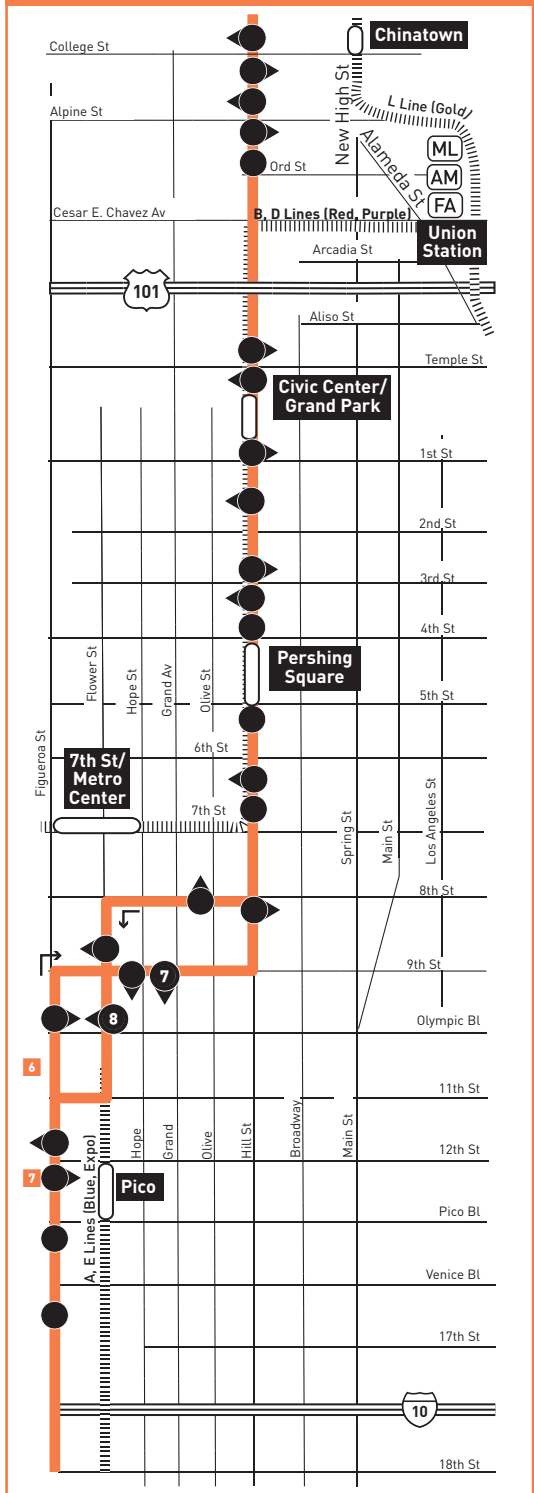 College St
Chinatown
New High St
L Line (Gold)
Alpine St
Alameda St
ML
AM
FA
Ord St
Cesar E. Chavez Av
B, D Lines (Red, Purple)
Union
Station
Arcadia St
101
Aliso St
Temple St
Civic Center/
Grand Park
1st St
2nd St
3rd St
4th St
Pershing
Square
Flower St
Hope St
Grand Av
Olive St
5th St
Figueroa St
6th St
7th St/
Metro
Center
7th St
Spring St
Main St
Los Angeles St
8th St
9th St
7
8
Olympic Bl
6
11th St
A, E Lines (Blue, Expo)
Hope
Grand
Olive
Hill St
Broadway
Main St
12th St
7
Pico
Pico Bl
Venice Bl
17th St
10
18th St